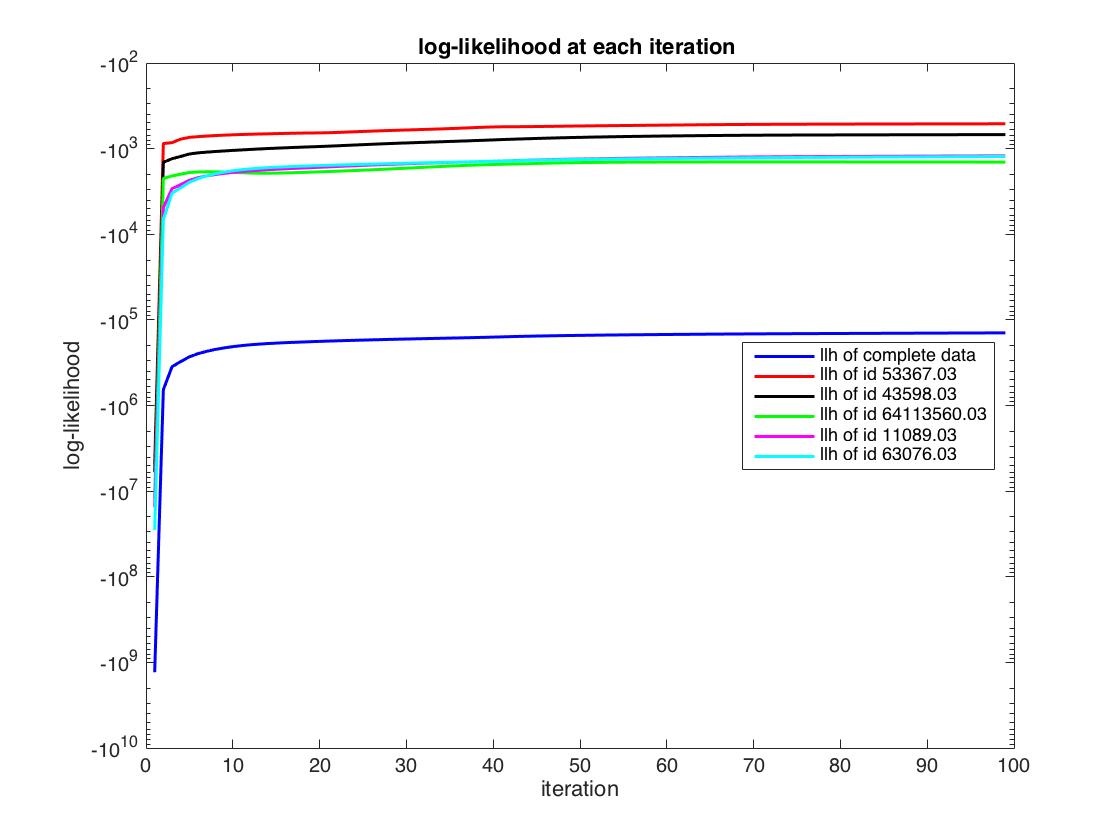 log-likelihood at each iteration
-10^2
-10^3
-10^4
-10^5
-10^6
-10^7
-10^8
-10^9
-10^10
log-likelihood
llh of complete data
llh of id 53367.03
llh of id 43598.03
llh of id 64113560.03
llh of id 11089.03
llh of id 63076.03
0 10 20 30 40 50 60 70 80 90 100
iteration